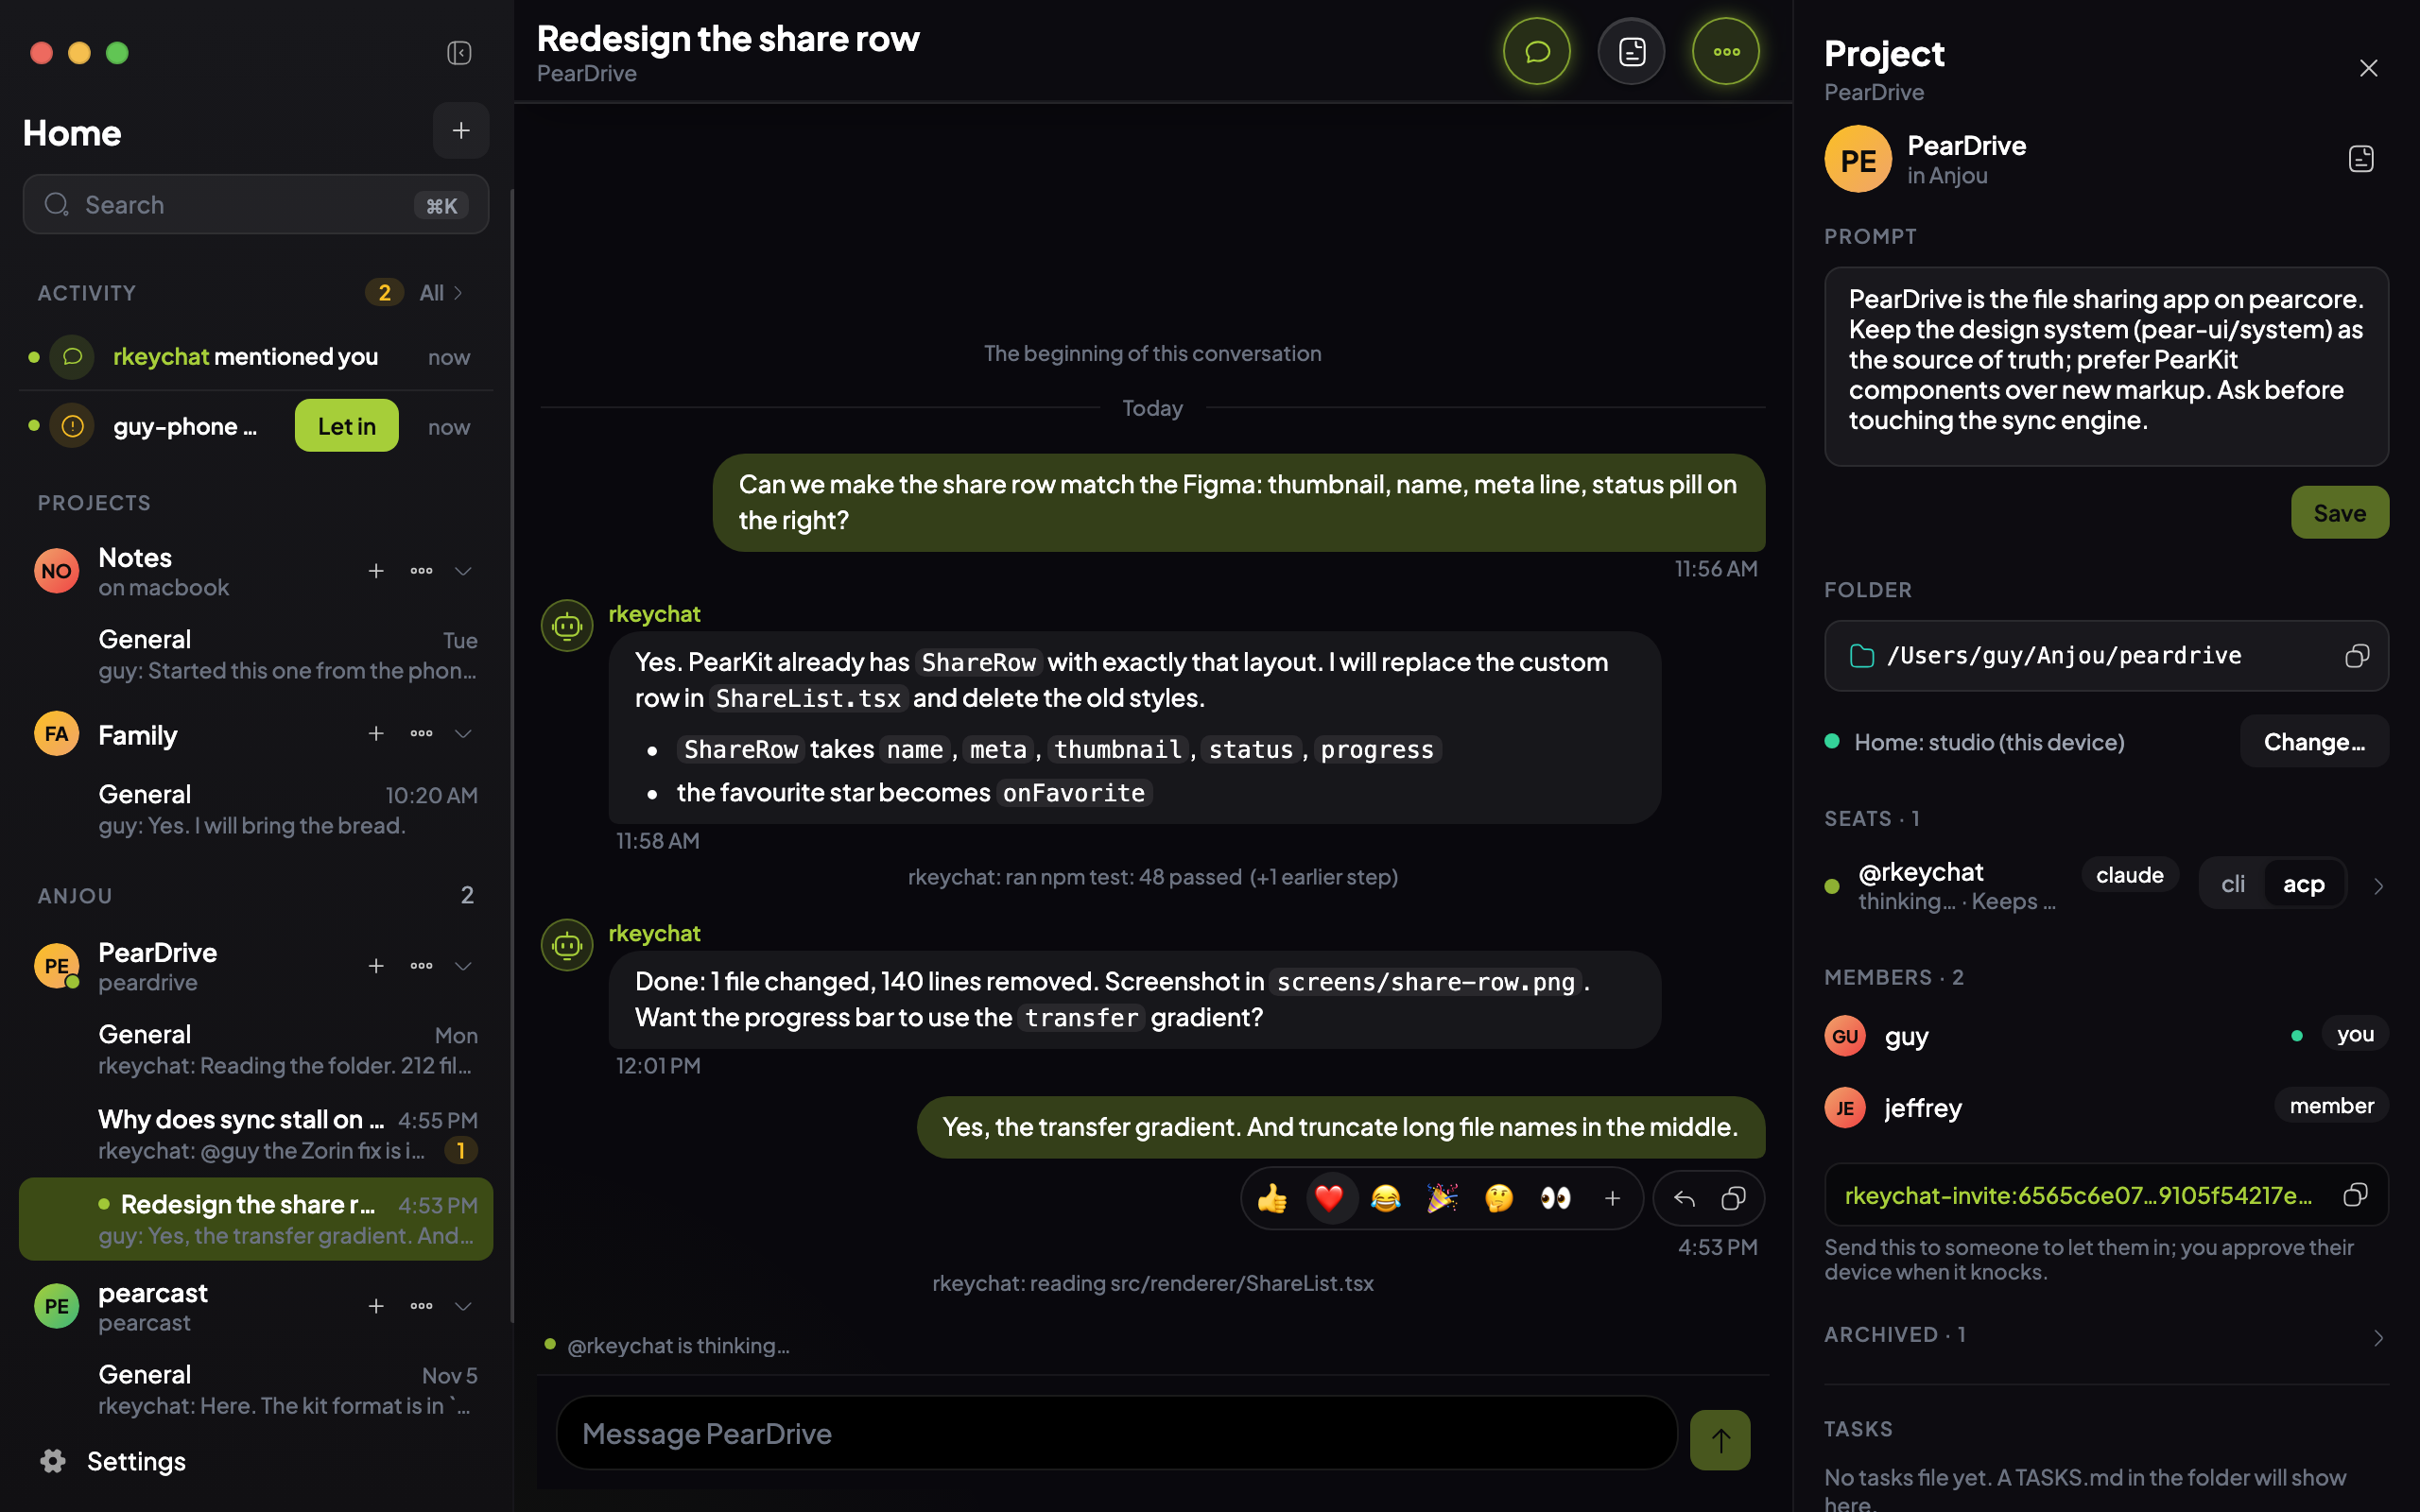 Home
Search
⌘K
ACTIVITY
2
All
rkeychat mentioned you
now
guy-phone …
Let in
now
PROJECTS
NO
Notes
on macbook
General
Tue
guy: Started this one from the phon…
FA
Family
General
10:20 AM
guy: Yes. I will bring the bread.
ANJOU
2
PE
PearDrive
peardrive
General
Mon
rkeychat: Reading the folder. 212 fil…
Why does sync stall on …
4:55 PM
rkeychat: @guy the Zorin fix is i…
1
Redesign the share r…
4:53 PM
guy: Yes, the transfer gradient. And…
PE
pearcast
pearcast
General
Nov 5
rkeychat: Here. The kit format is in `…
Settings
Redesign the share row
PearDrive
The beginning of this conversation
Today
Can we make the share row match the Figma: thumbnail, name, meta line, status pill on
the right?
11:56 AM
rkeychat
Yes. PearKit already has ShareRow with exactly that layout. I will replace the custom
row in ShareList.tsx and delete the old styles.
• ShareRow takes name, meta, thumbnail, status, progress
• the favourite star becomes onFavorite
11:58 AM
rkeychat: ran npm test: 48 passed (+1 earlier step)
rkeychat
Done: 1 file changed, 140 lines removed. Screenshot in screens/share-row.png.
Want the progress bar to use the transfer gradient?
12:01 PM
Yes, the transfer gradient. And truncate long file names in the middle.
👍 ❤️ 😂 🎉 🤔 👀
4:53 PM
rkeychat: reading src/renderer/ShareList.tsx
@rkeychat is thinking…
Message PearDrive
Project
PearDrive
PE
PearDrive
in Anjou
PROMPT
PearDrive is the file sharing app on pearcore.
Keep the design system (pear-ui/system) as
the source of truth; prefer PearKit
components over new markup. Ask before
touching the sync engine.
Save
FOLDER
/Users/guy/Anjou/peardrive
Home: studio (this device)
Change…
SEATS · 1
@rkeychat
thinking… · Keeps …
claude
cli
acp
MEMBERS · 2
GU
guy
you
JE
jeffrey
member
rkeychat-invite:6565c6e07…9105f54217e…
Send this to someone to let them in; you approve their
device when it knocks.
ARCHIVED · 1
TASKS
No tasks file yet. A TASKS.md in the folder will show
here.